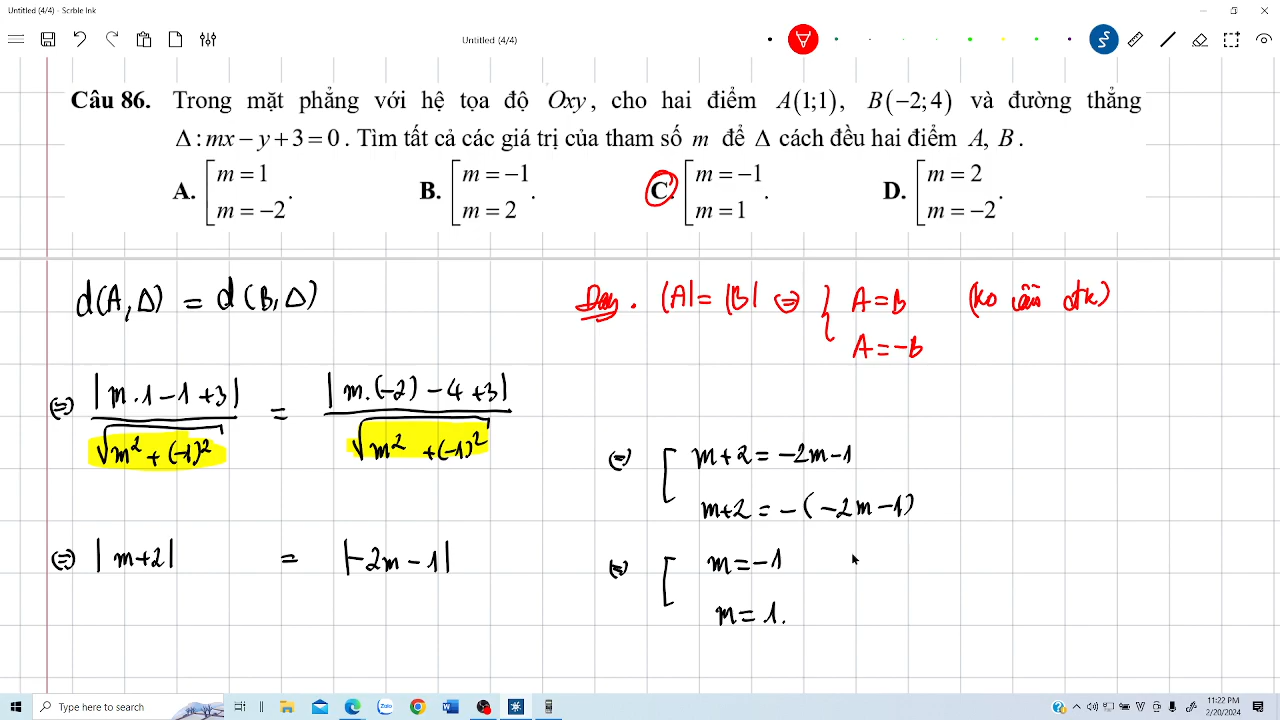 Untitled (4/4) - Scrble Ink
Untitled (4/4)
Câu 86. Trong mặt phẳng với hệ tọa độ Oxy, cho hai điểm A(1;1), B(−2;4) và đường thẳng
Δ: mx − y + 3 = 0. Tìm tất cả các giá trị của tham số m để Δ cách đều hai điểm A, B.
A. [m = 1 m = −2. B. [m = −1 m = 2. C. [m = −1 m = 1. D. [m = 2 m = −2.
d(A, Δ) = d(B, Δ)
. |A| = |B| ⇔ { A = B (ko cần đk)
A = −B
⇔ |m.1 − 1 + 3| / √m² + (−1)² = |m.(−2) − 4 + 3| / √m² + (−1)²
⇔ |m+2| = |−2m − 1|
⇔ [ m + 2 = −2m − 1
m + 2 = −(−2m − 1)
⇔ [ m = −1
m = 1.
Type here to search
Zalo
11:22 PM
2/20/2024